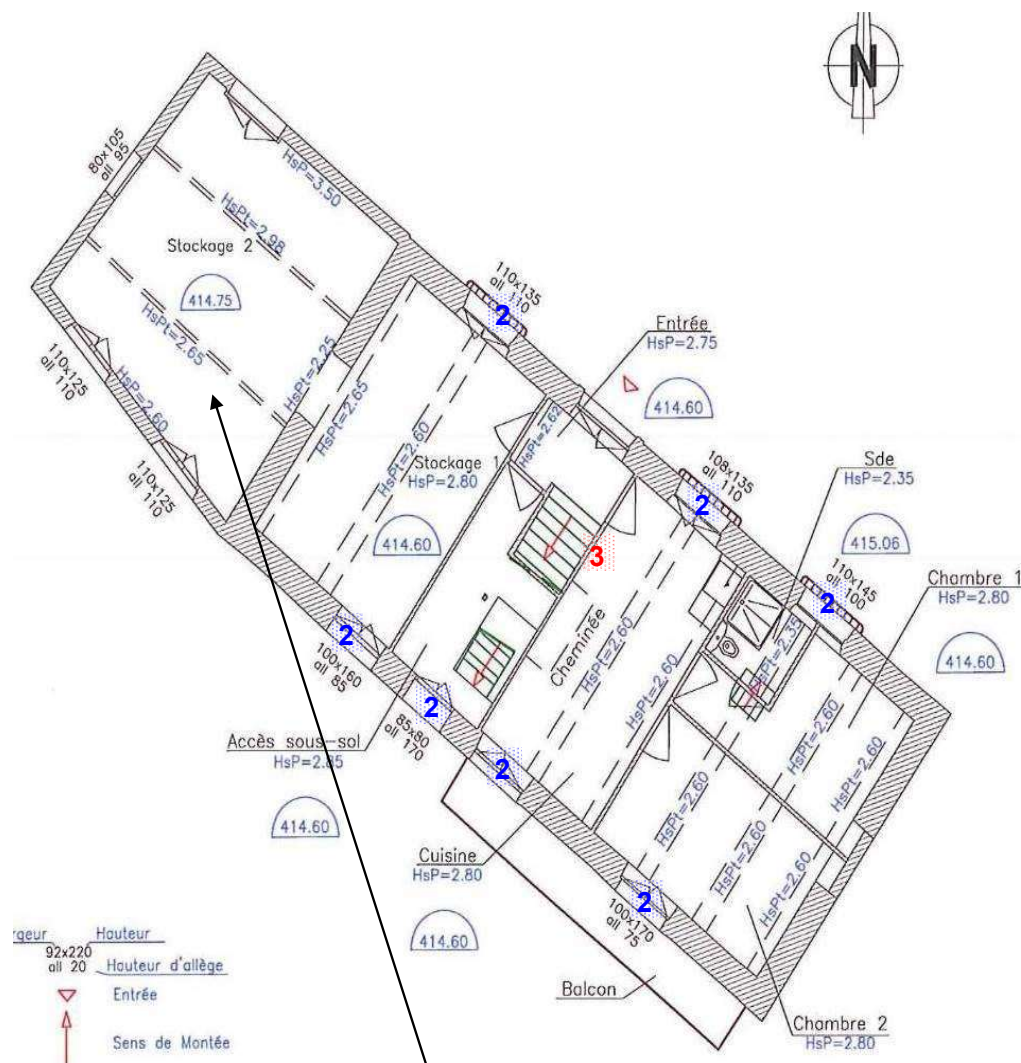 N
80x105
all 95
HsP=3.50
HsPt=2.98
Stockage 2
414.75
HsPt=2.65
HsPt=2.25
HsP=2.60
110x125
all 110
110x125
all 110
110x135
all 110
2
Entrée
HsP=2.75
414.60
HsPt=2.65
HsPt=2.60
HsPt=2.62
Stockage 1
HsP=2.80
414.60
108x135
all 110
2
Sde
HsP=2.35
415.06
3
110x145
all 100
2
Chambre 1
HsP=2.80
414.60
Cheminée
HsPt=2.60
HsPt=2.60
HsPt=2.35
2
100x160
all 85
2
85x80
all 170
2
Accès sous-sol
HsP=2.85
414.60
HsPt=2.60
HsPt=2.60
HsPt=2.60
HsPt=2.60
HsPt=2.60
HsPt=2.60
Cuisine
HsP=2.80
414.60
2
100x170
all 75
Balcon
Chambre 2
HsP=2.80
rgeur
Hauteur
92x220
all 20
Hauteur d'allège
Entrée
Sens de Montée